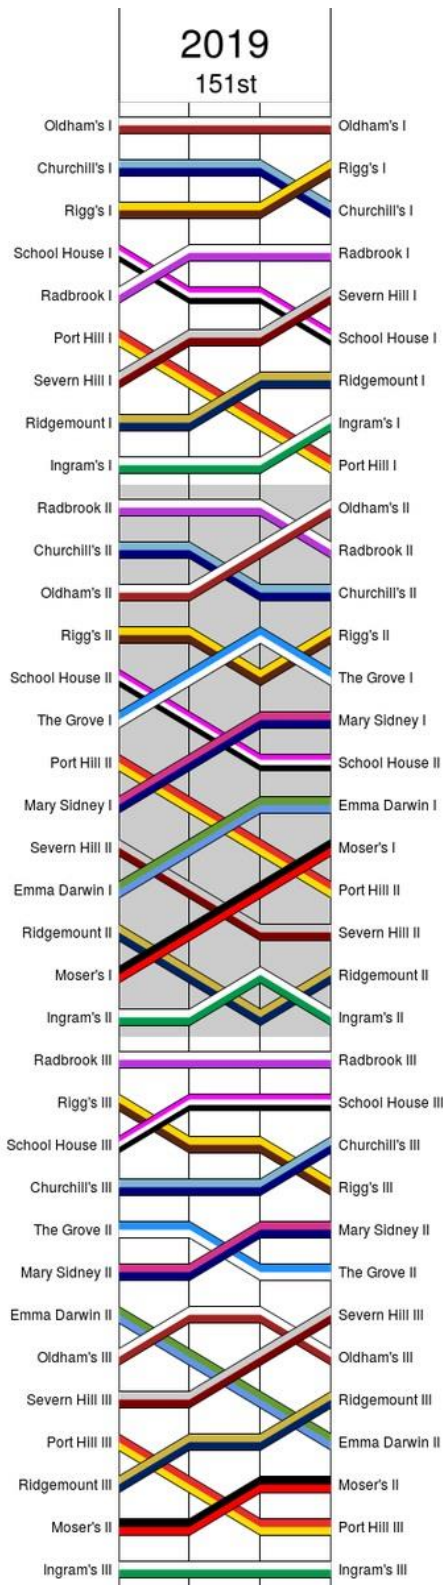 2019
151st
Oldham's I Oldham's I
Churchill's I Rigg's I
Rigg's I Churchill's I
School House I Radbrook I
Radbrook I Severn Hill I
Port Hill I School House I
Severn Hill I Ridgemount I
Ridgemount I Ingram's I
Ingram's I Port Hill I
Radbrook II Oldham's II
Churchill's II Radbrook II
Oldham's II Churchill's II
Rigg's II Rigg's II
School House II The Grove I
The Grove I Mary Sidney I
Port Hill II School House II
Mary Sidney I Emma Darwin I
Severn Hill II Moser's I
Emma Darwin I Port Hill II
Ridgemount II Severn Hill II
Moser's I Ridgemount II
Ingram's II Ingram's II
Radbrook III Radbrook III
Rigg's III School House III
School House III Churchill's III
Churchill's III Rigg's III
The Grove II Mary Sidney II
Mary Sidney II The Grove II
Emma Darwin II Severn Hill III
Oldham's III Oldham's III
Severn Hill III Ridgemount III
Port Hill III Emma Darwin II
Ridgemount III Moser's II
Moser's II Port Hill III
Ingram's III Ingram's III